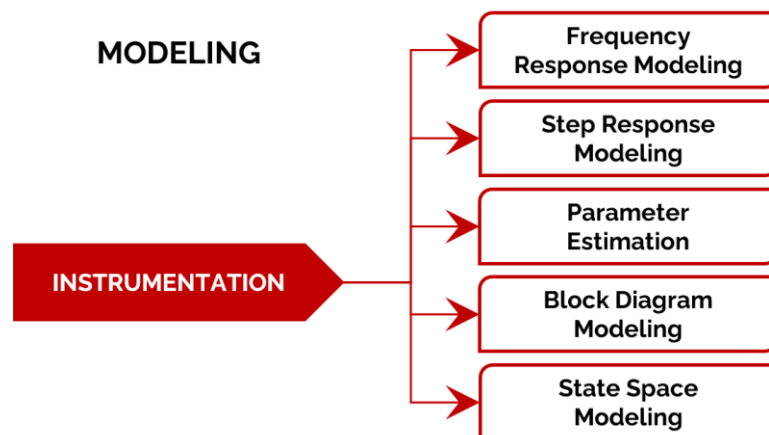 MODELING
Frequency
Response Modeling
Step Response
Modeling
Parameter
Estimation
INSTRUMENTATION
Block Diagram
Modeling
State Space
Modeling